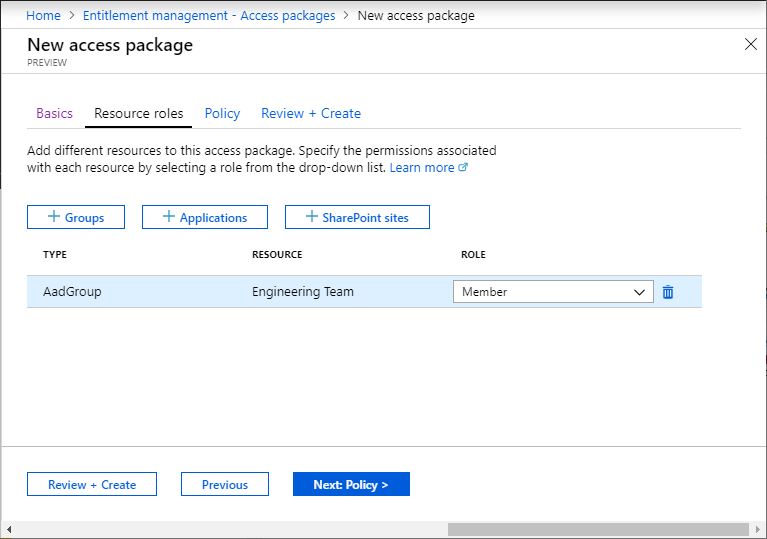 Home > Entitlement management - Access packages > New access package
New access package
PREVIEW
Basics Resource roles Policy Review + Create
Add different resources to this access package. Specify the permissions associated
with each resource by selecting a role from the drop-down list. Learn more
+ Groups + Applications + SharePoint sites
TYPE RESOURCE ROLE
AadGroup Engineering Team Member
Review + Create Previous Next: Policy >